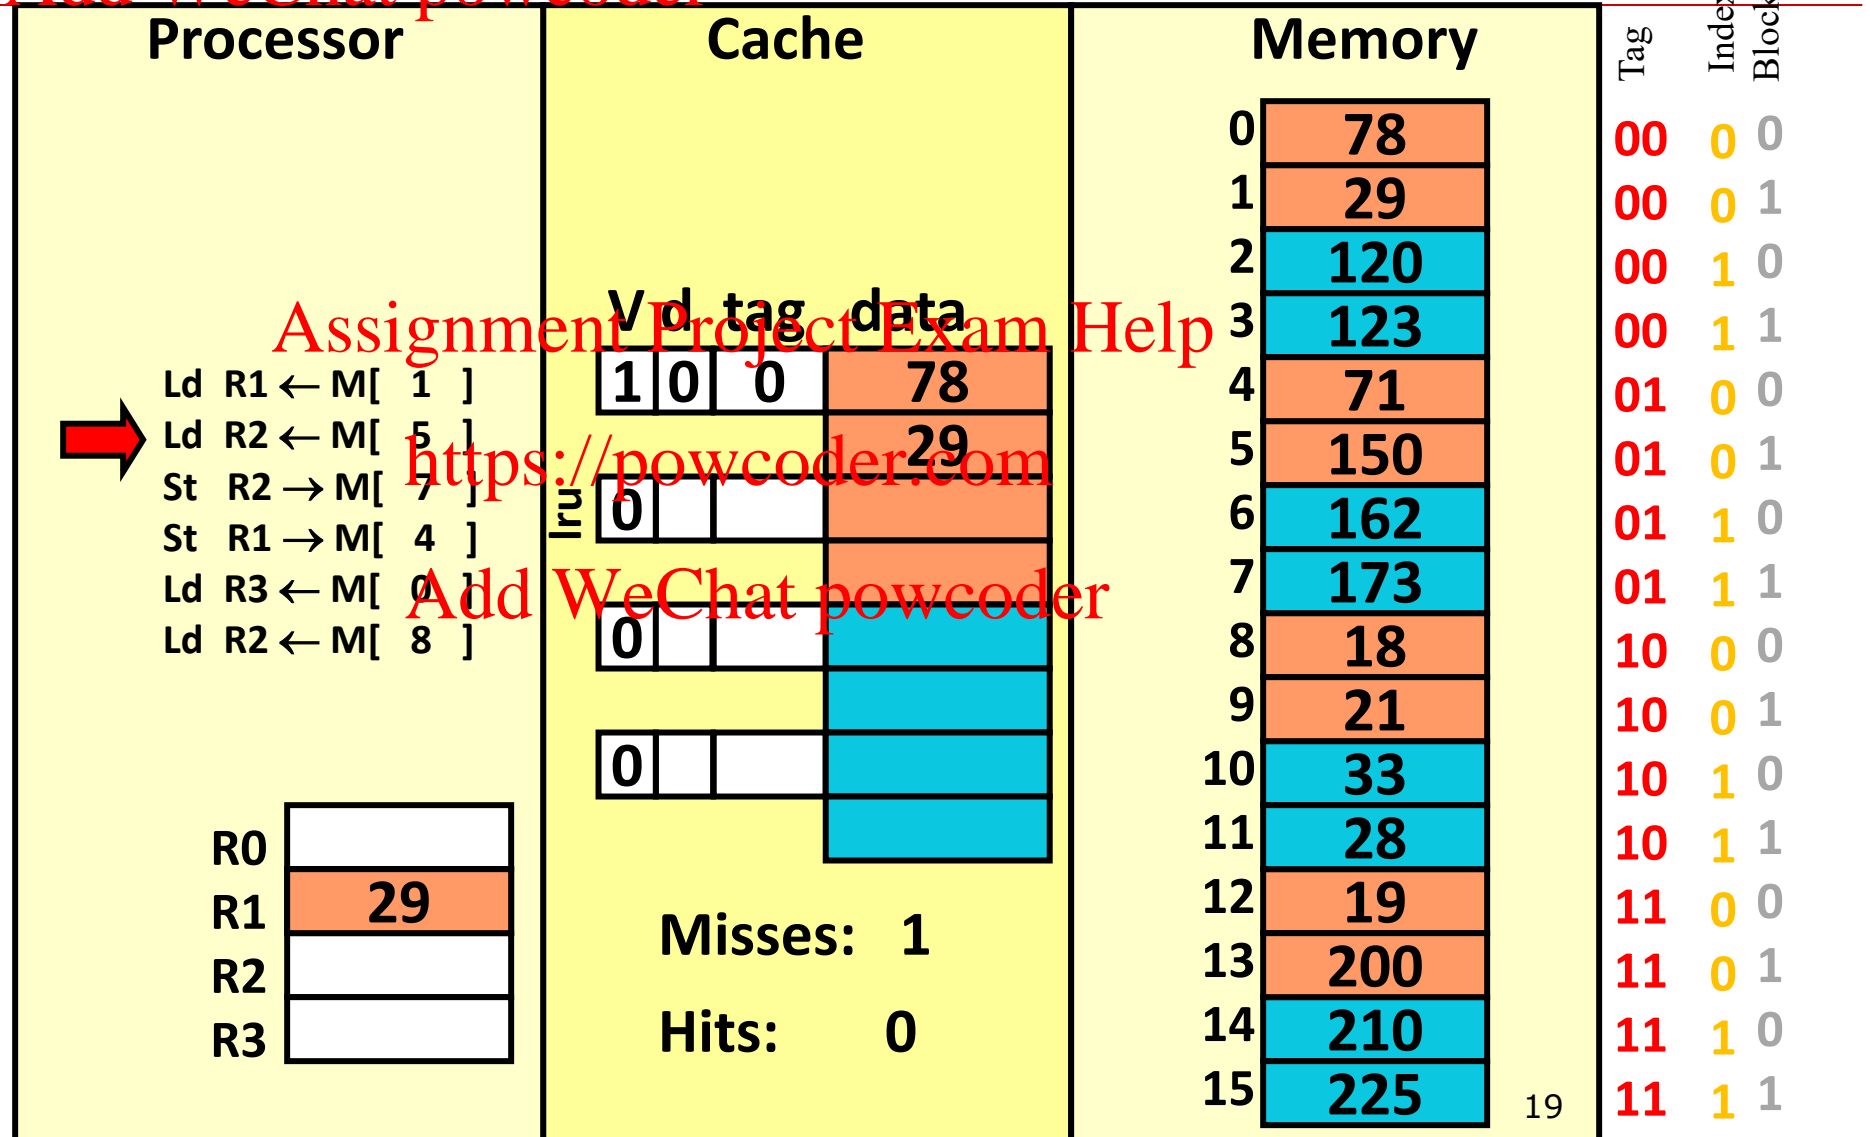 Add WeChat powcoder
Processor
Cache
Memory
Tag
Index
Block
V d tag data
Assignment Project Exam Help
Ld R1 ← M[ 1 ]
Ld R2 ← M[ 5 ]
St R2 → M[ 7 ]
St R1 → M[ 4 ]
Ld R3 ← M[ 0 ]
Ld R2 ← M[ 8 ]
https://powcoder.com
Add WeChat powcoder
lru
1 0 0 78
29
0
0
0
R0
R1 29
R2
R3
Misses: 1
Hits: 0
0 78 00 0 0
1 29 00 0 1
2 120 00 1 0
3 123 00 1 1
4 71 01 0 0
5 150 01 0 1
6 162 01 1 0
7 173 01 1 1
8 18 10 0 0
9 21 10 0 1
10 33 10 1 0
11 28 10 1 1
12 19 11 0 0
13 200 11 0 1
14 210 11 1 0
15 225 11 1 1
19